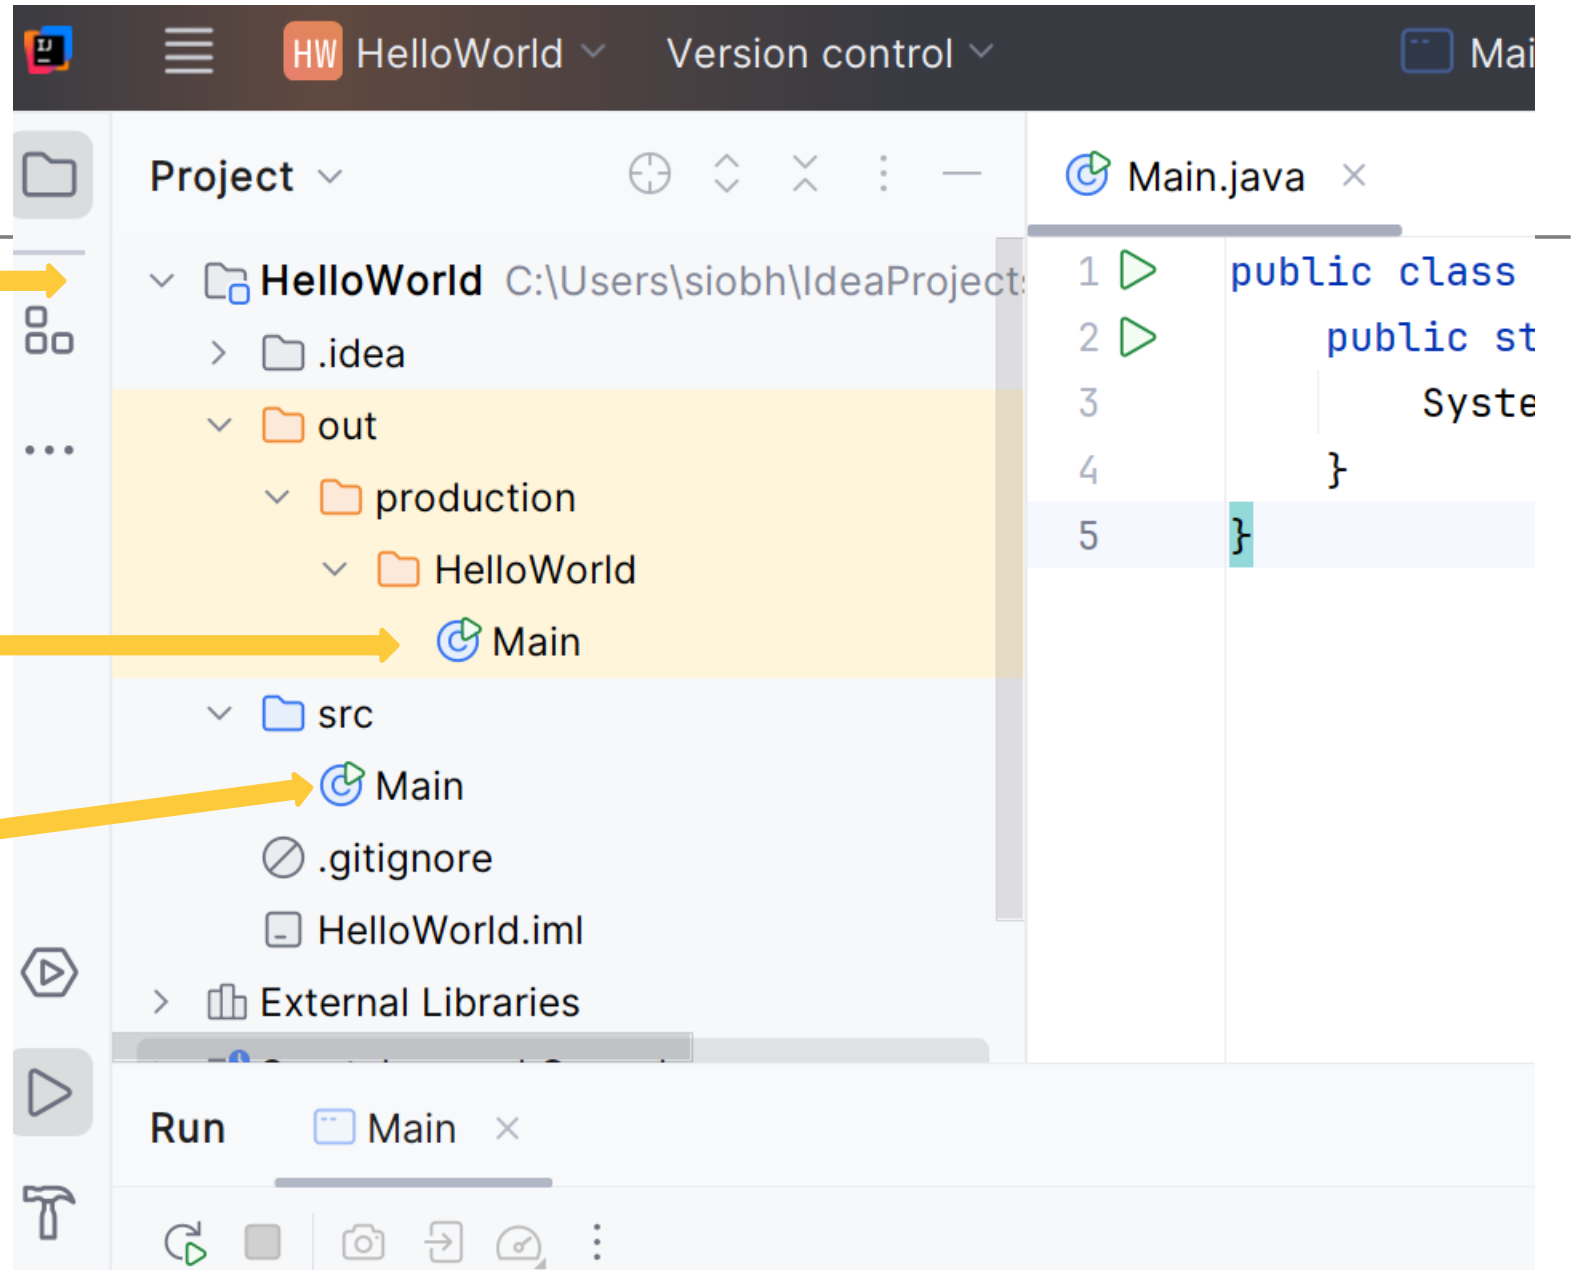 HW HelloWorld Version control Mai
Project
Main.java
HelloWorld C:\Users\siobh\IdeaProject
.idea
out
production
HelloWorld
Main
src
Main
.gitignore
HelloWorld.iml
External Libraries
1 public class
2 public st
3 Syste
4 }
5 }
Run Main